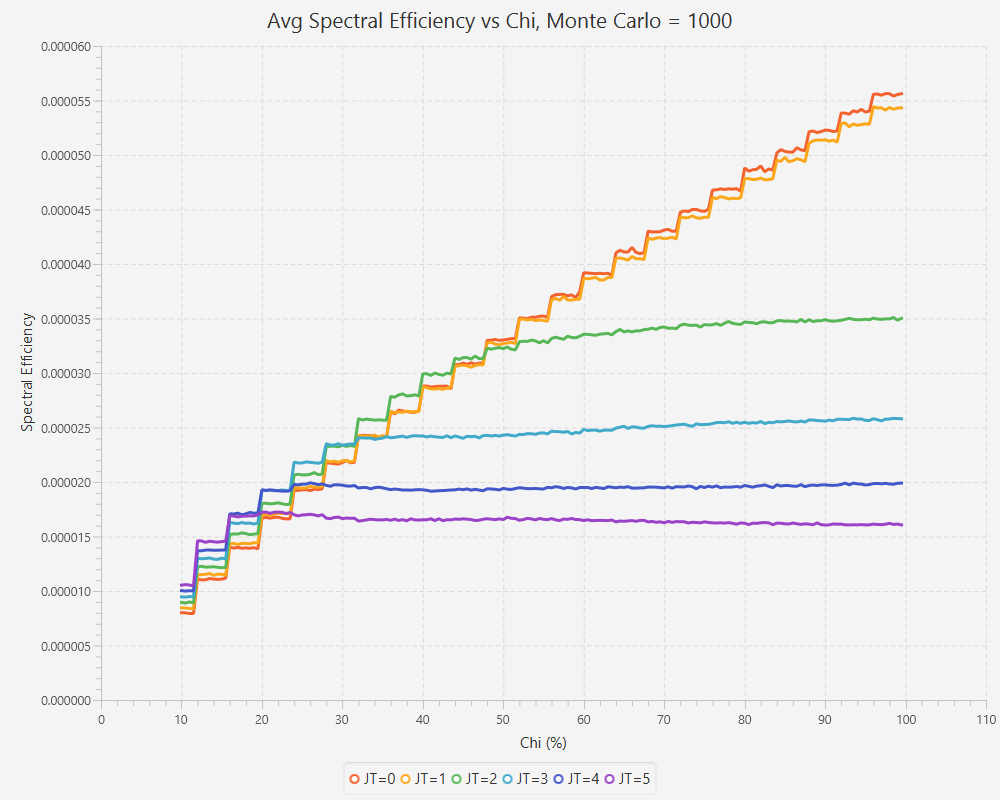 Avg Spectral Efficiency vs Chi, Monte Carlo = 1000
0.000060
0.000055
0.000050
0.000045
0.000040
0.000035
0.000030
0.000025
0.000020
0.000015
0.000010
0.000005
0.000000
Spectral Efficiency
0 10 20 30 40 50 60 70 80 90 100 110
Chi (%)
JT=0 JT=1 JT=2 JT=3 JT=4 JT=5